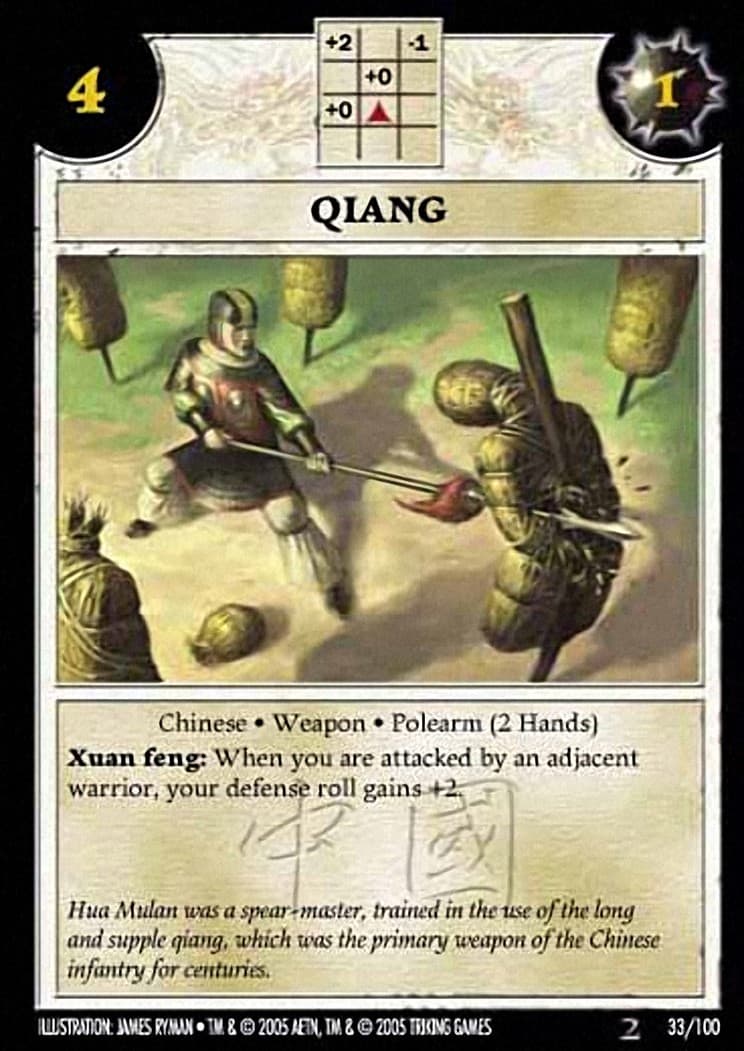 4
+2 -1
+0
+0
1
QIANG
Chinese • Weapon • Polearm (2 Hands)
Xuan feng: When you are attacked by an adjacent
warrior, your defense roll gains +2.
中國
Hua Mulan was a spear-master, trained in the use of the long
and supple qiang, which was the primary weapon of the Chinese
infantry for centuries.
ILLUSTRATION: JAMES RYMAN • TM & © 2005 AETN, TM & © 2005 TRIKING GAMES 2 33/100